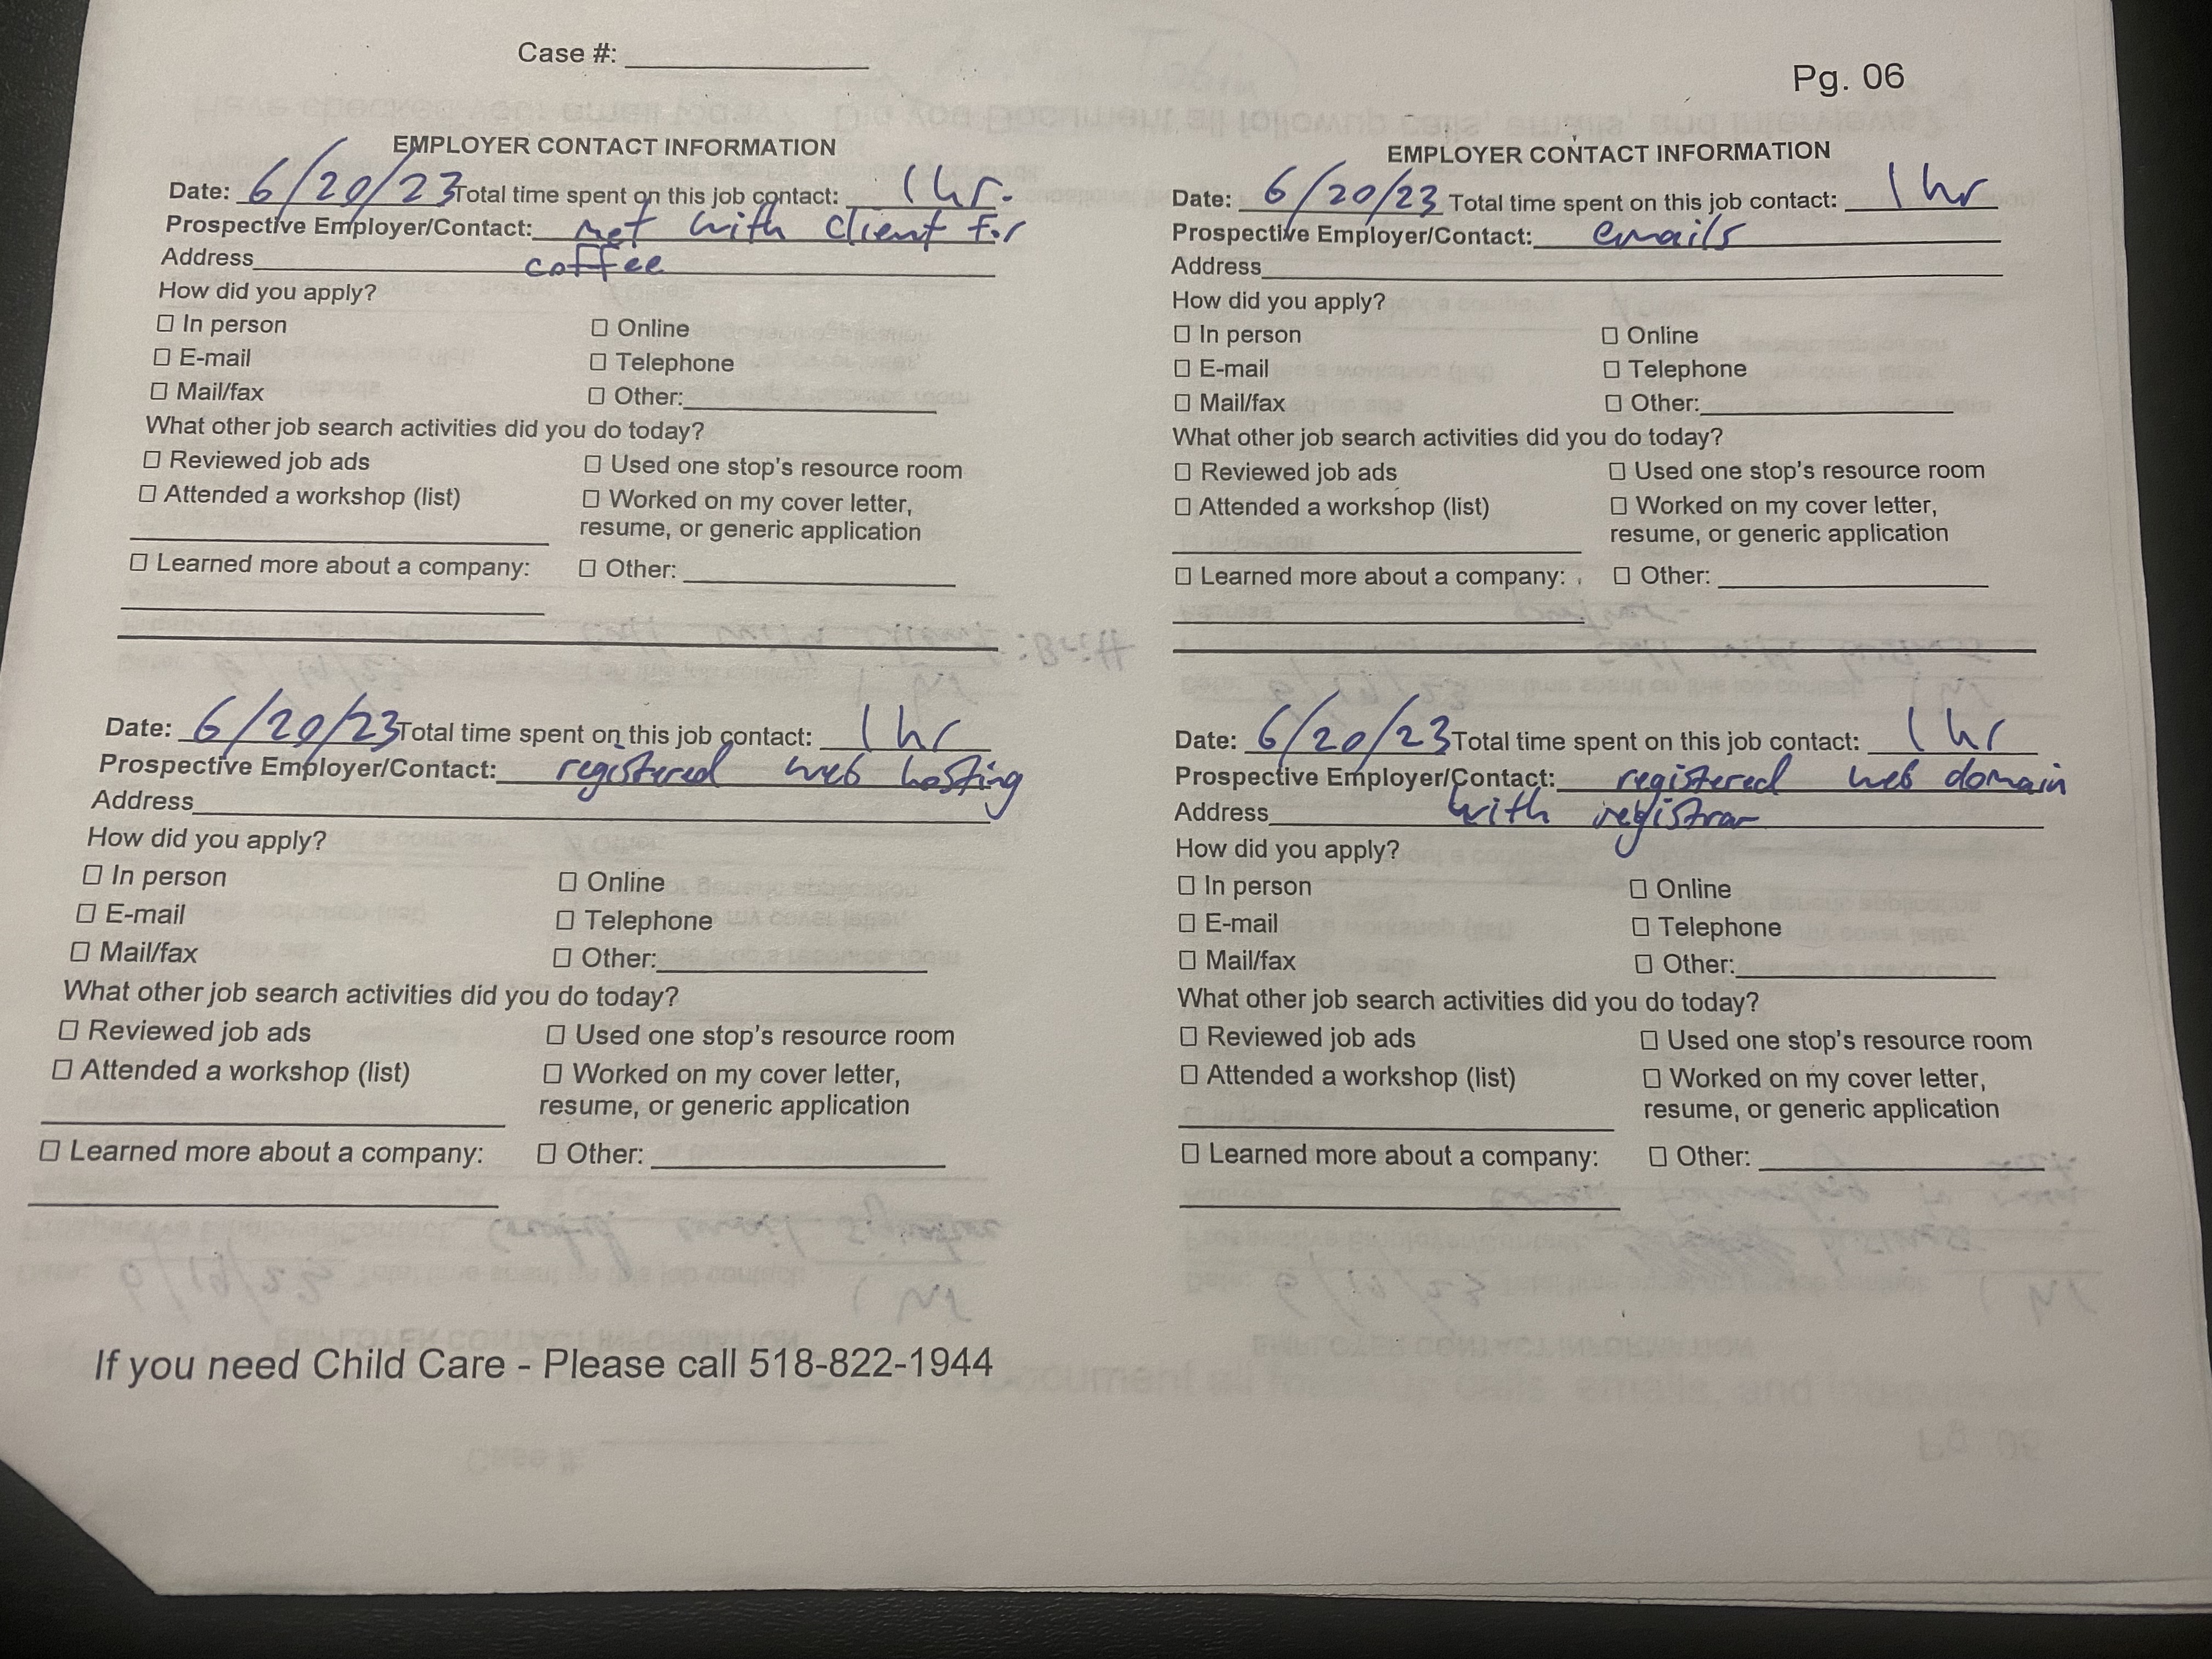 Case #:
Pg. 06
EMPLOYER CONTACT INFORMATION
Date: 6/20/23 Total time spent on this job contact: 1 hr.
Prospective Employer/Contact: Met with client for
Address coffee
How did you apply?
☐ In person ☐ Online
☐ E-mail ☐ Telephone
☐ Mail/fax ☐ Other:
What other job search activities did you do today?
☐ Reviewed job ads ☐ Used one stop's resource room
☐ Attended a workshop (list) ☐ Worked on my cover letter,
resume, or generic application
☐ Learned more about a company: ☐ Other:
Date: 6/20/23 Total time spent on this job contact: 1 hr
Prospective Employer/Contact: registured web hosting
Address
How did you apply?
☐ In person ☐ Online
☐ E-mail ☐ Telephone
☐ Mail/fax ☐ Other:
What other job search activities did you do today?
☐ Reviewed job ads ☐ Used one stop's resource room
☐ Attended a workshop (list) ☐ Worked on my cover letter,
resume, or generic application
☐ Learned more about a company: ☐ Other:
EMPLOYER CONTACT INFORMATION
Date: 6/20/23 Total time spent on this job contact: 1 hr
Prospective Employer/Contact: emails
Address
How did you apply?
☐ In person ☐ Online
☐ E-mail ☐ Telephone
☐ Mail/fax ☐ Other:
What other job search activities did you do today?
☐ Reviewed job ads ☐ Used one stop's resource room
☐ Attended a workshop (list) ☐ Worked on my cover letter,
resume, or generic application
☐ Learned more about a company: ☐ Other:
Date: 6/20/23 Total time spent on this job contact: 1 hr
Prospective Employer/Contact: registered web domain
Address with registrar
How did you apply?
☐ In person ☐ Online
☐ E-mail ☐ Telephone
☐ Mail/fax ☐ Other:
What other job search activities did you do today?
☐ Reviewed job ads ☐ Used one stop's resource room
☐ Attended a workshop (list) ☐ Worked on my cover letter,
resume, or generic application
☐ Learned more about a company: ☐ Other:
If you need Child Care - Please call 518-822-1944